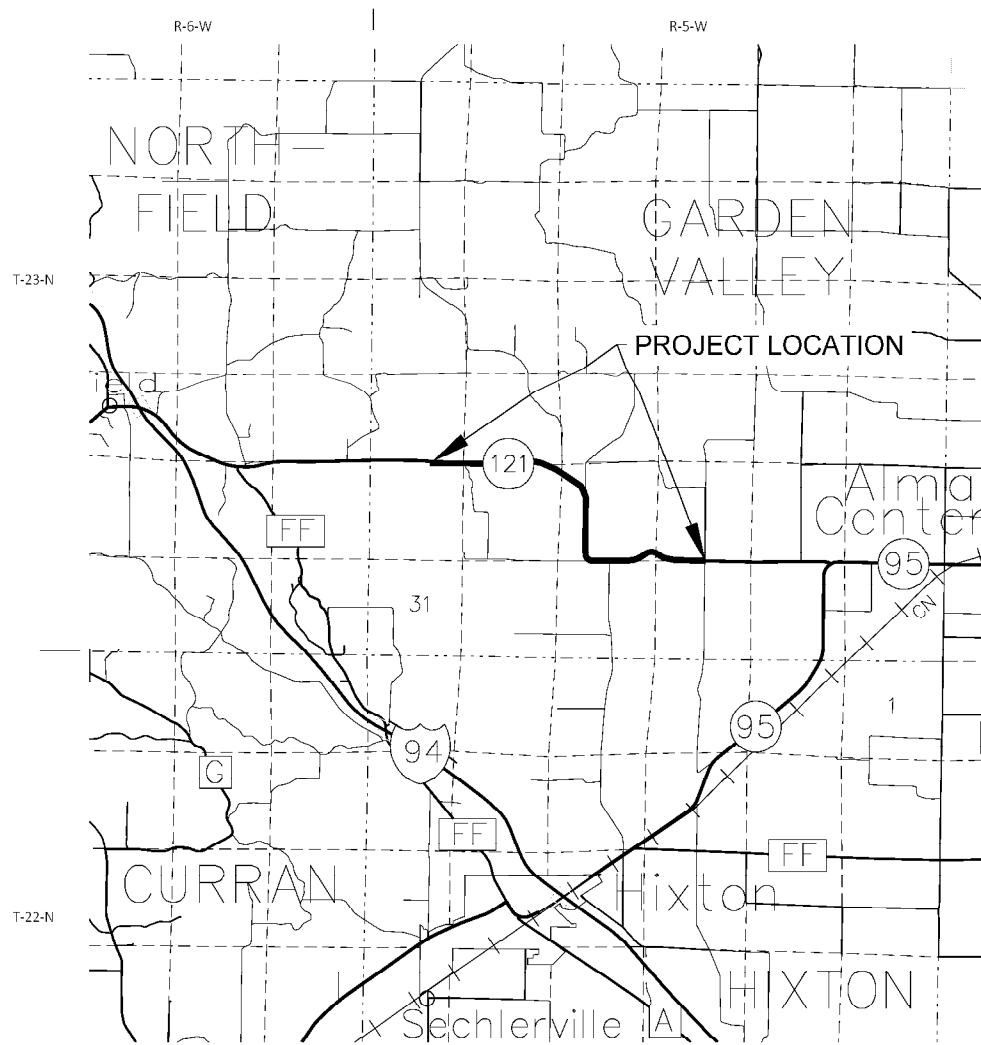 R-6-W
R-5-W
NORTH-
FIELD
GARDEN
VALLEY
T-23-N
PROJECT LOCATION
121
Alma
Center
FF
95
CN
31
1
95
94
G
FF
FF
CURRAN
Hixton
T-22-N
HIXTON
Sechlerville
A